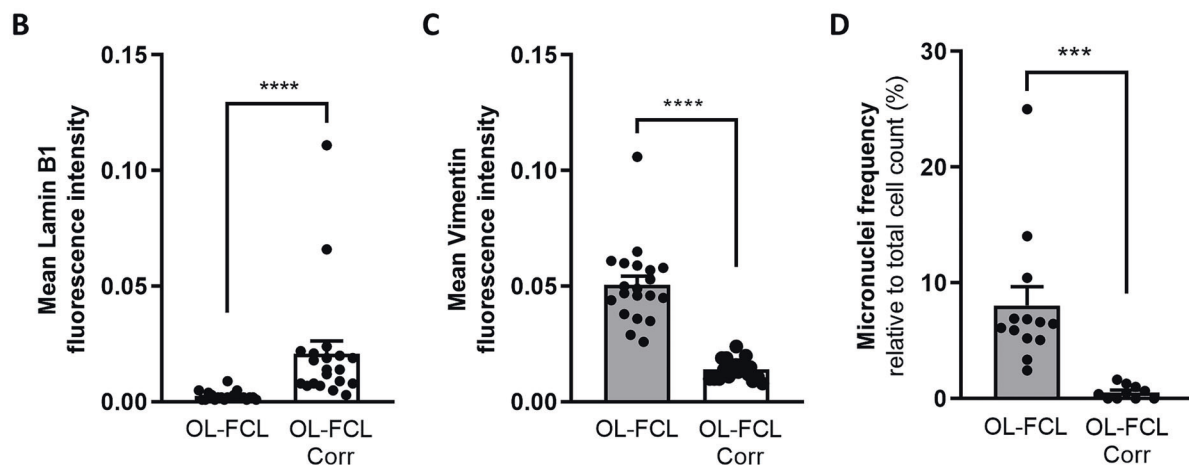 B
Mean Lamin B1
fluorescence intensity
0.15
0.10
0.05
0.00
****
OL-FCL
OL-FCL
Corr
C
Mean Vimentin
fluorescence intensity
0.15
0.10
0.05
0.00
****
OL-FCL
OL-FCL
Corr
D
Micronuclei frequency
relative to total cell count (%)
30
20
10
0
***
OL-FCL
OL-FCL
Corr